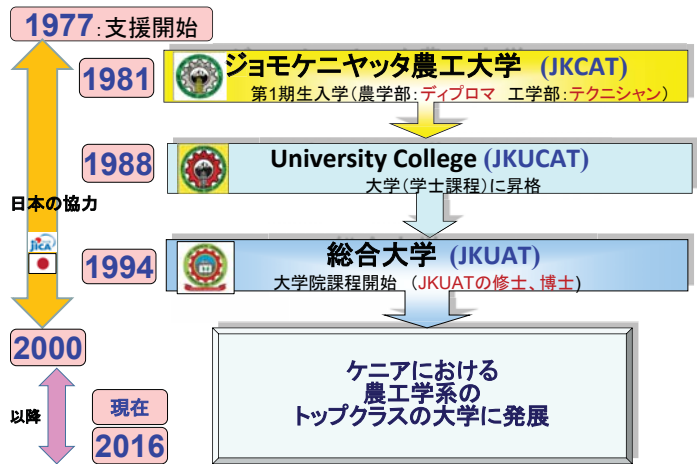 1977:支援開始
1981
ジョモケニヤッタ農工大学 (JKCAT)
第1期生入学(農学部:ディプロマ 工学部:テクニシャン)
1988
University College (JKUCAT)
大学(学士課程)に昇格
日本の協力
JICA
1994
総合大学 (JKUAT)
大学院課程開始 (JKUATの修士、博士)
2000
ケニアにおける
農工学系の
トップクラスの大学に発展
以降
現在
2016